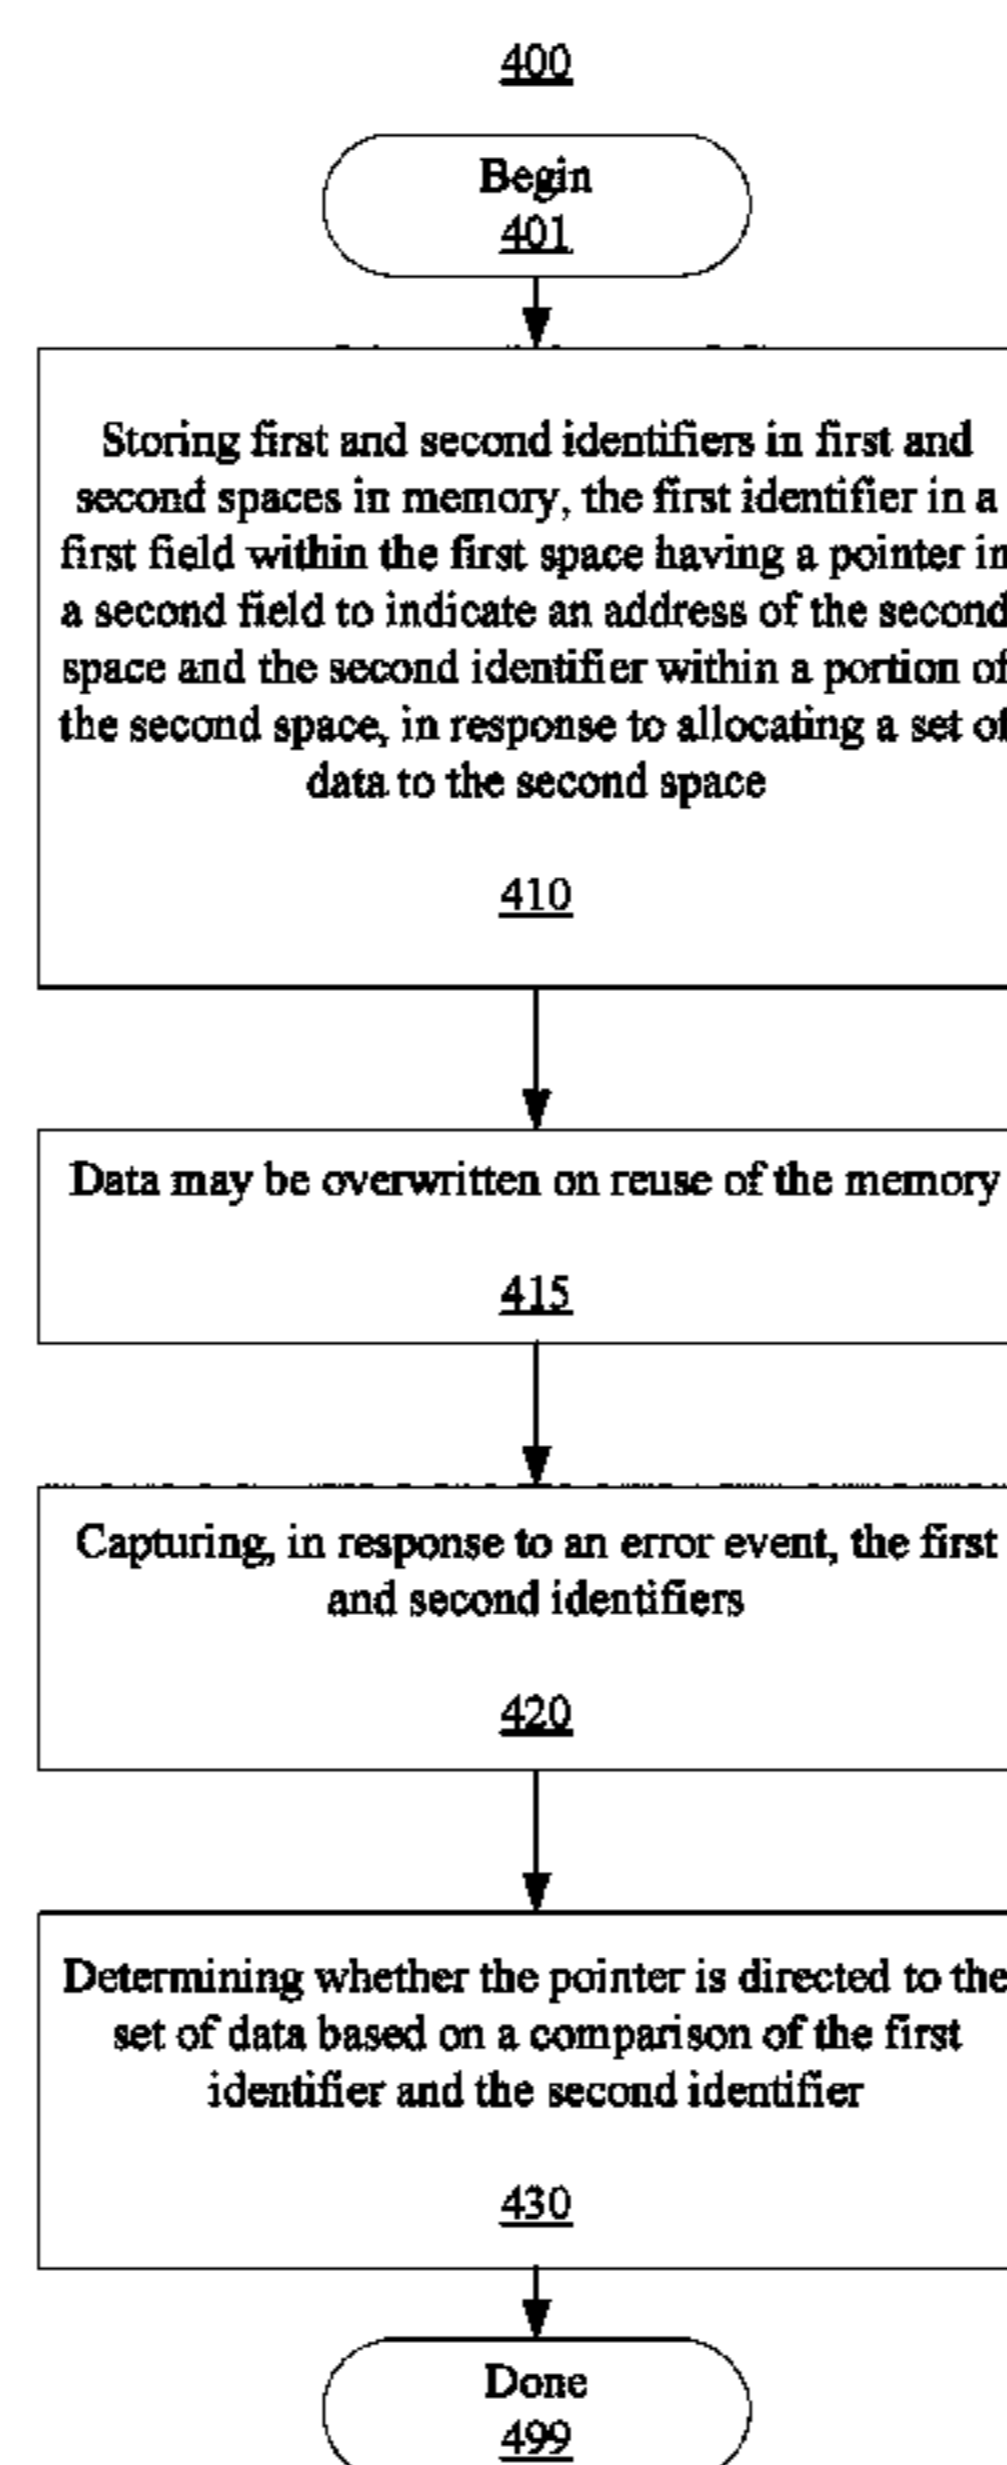 400
Begin
401
Storing first and second identifiers in first and
second spaces in memory, the first identifier in a
first field within the first space having a pointer in
a second field to indicate an address of the second
space and the second identifier within a portion of
the second space, in response to allocating a set of
data to the second space
410
Data may be overwritten on reuse of the memory
415
Capturing, in response to an error event, the first
and second identifiers
420
Determining whether the pointer is directed to the
set of data based on a comparison of the first
identifier and the second identifier
430
Done
499